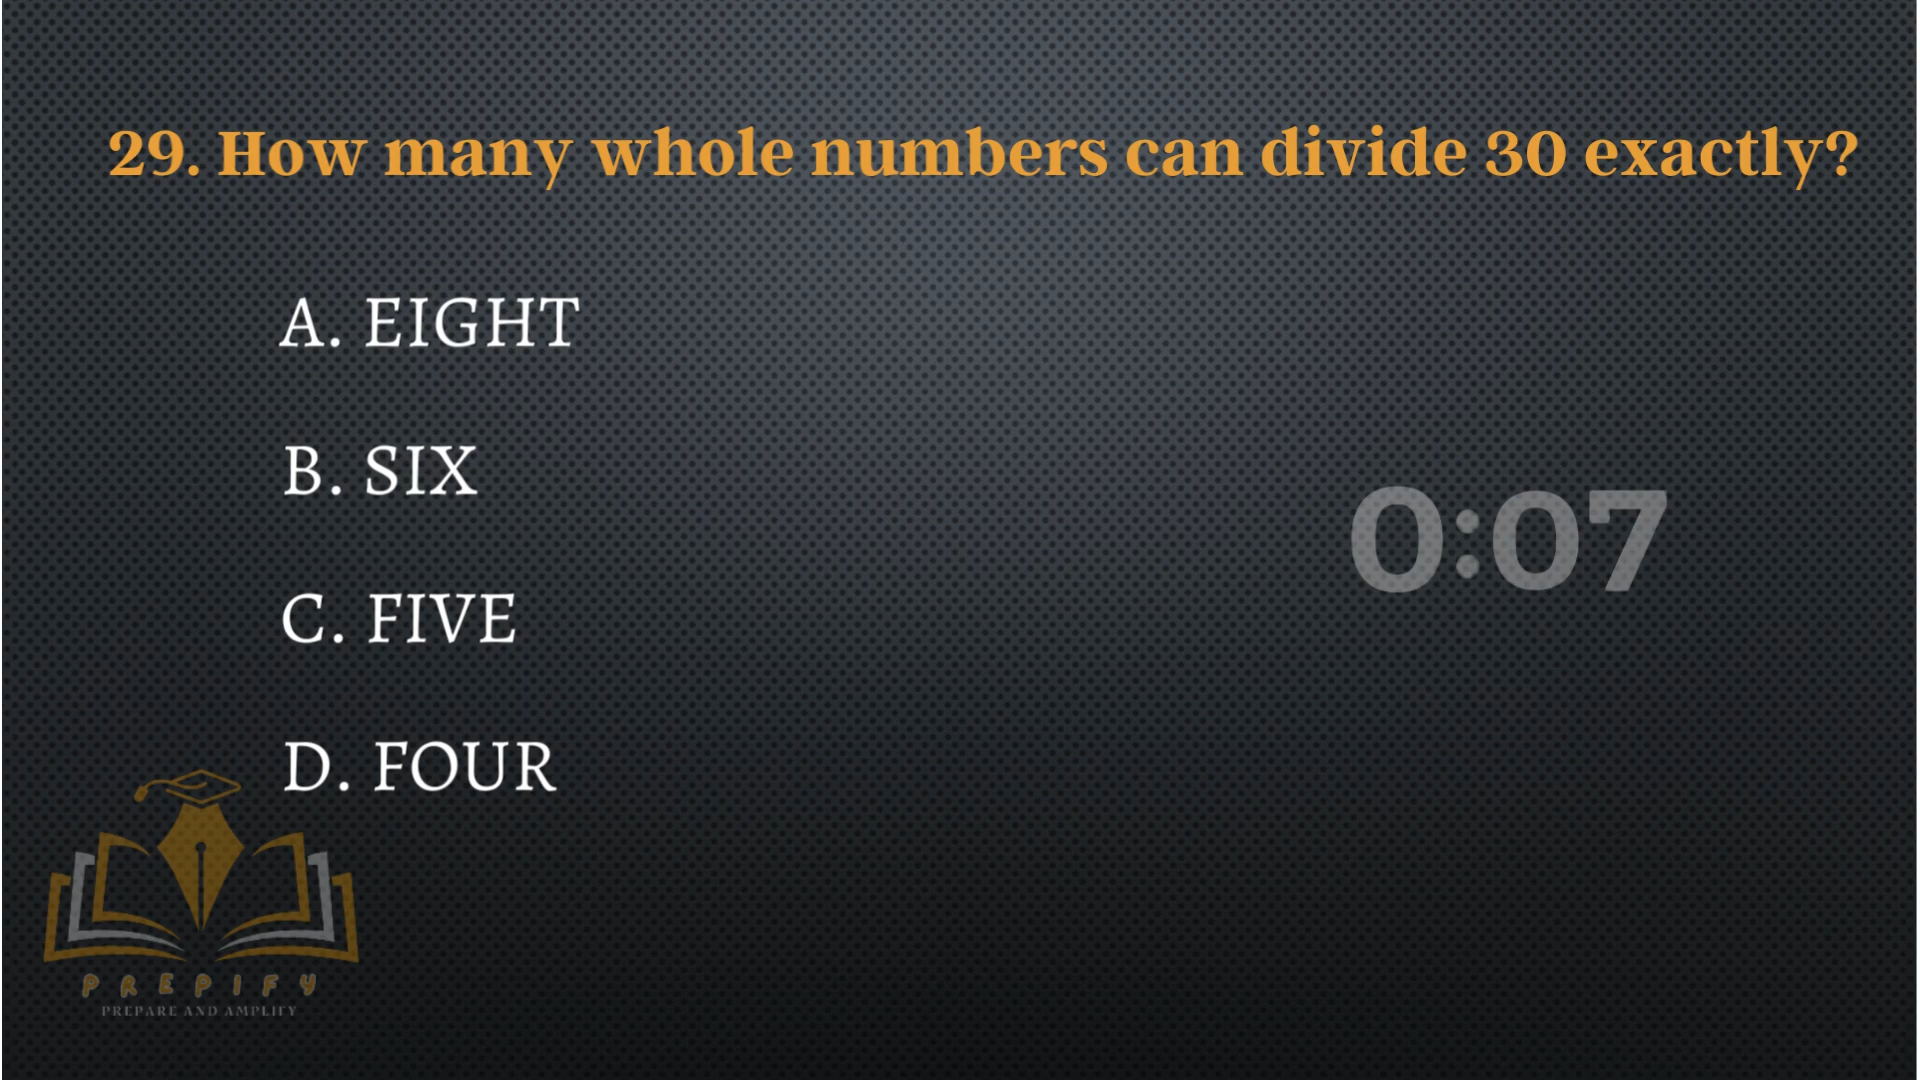 29. How many whole numbers can divide 30 exactly?
A. EIGHT
B. SIX
0:07
C. FIVE
D. FOUR
PREPIFY
PREPARE AND AMPLIFY